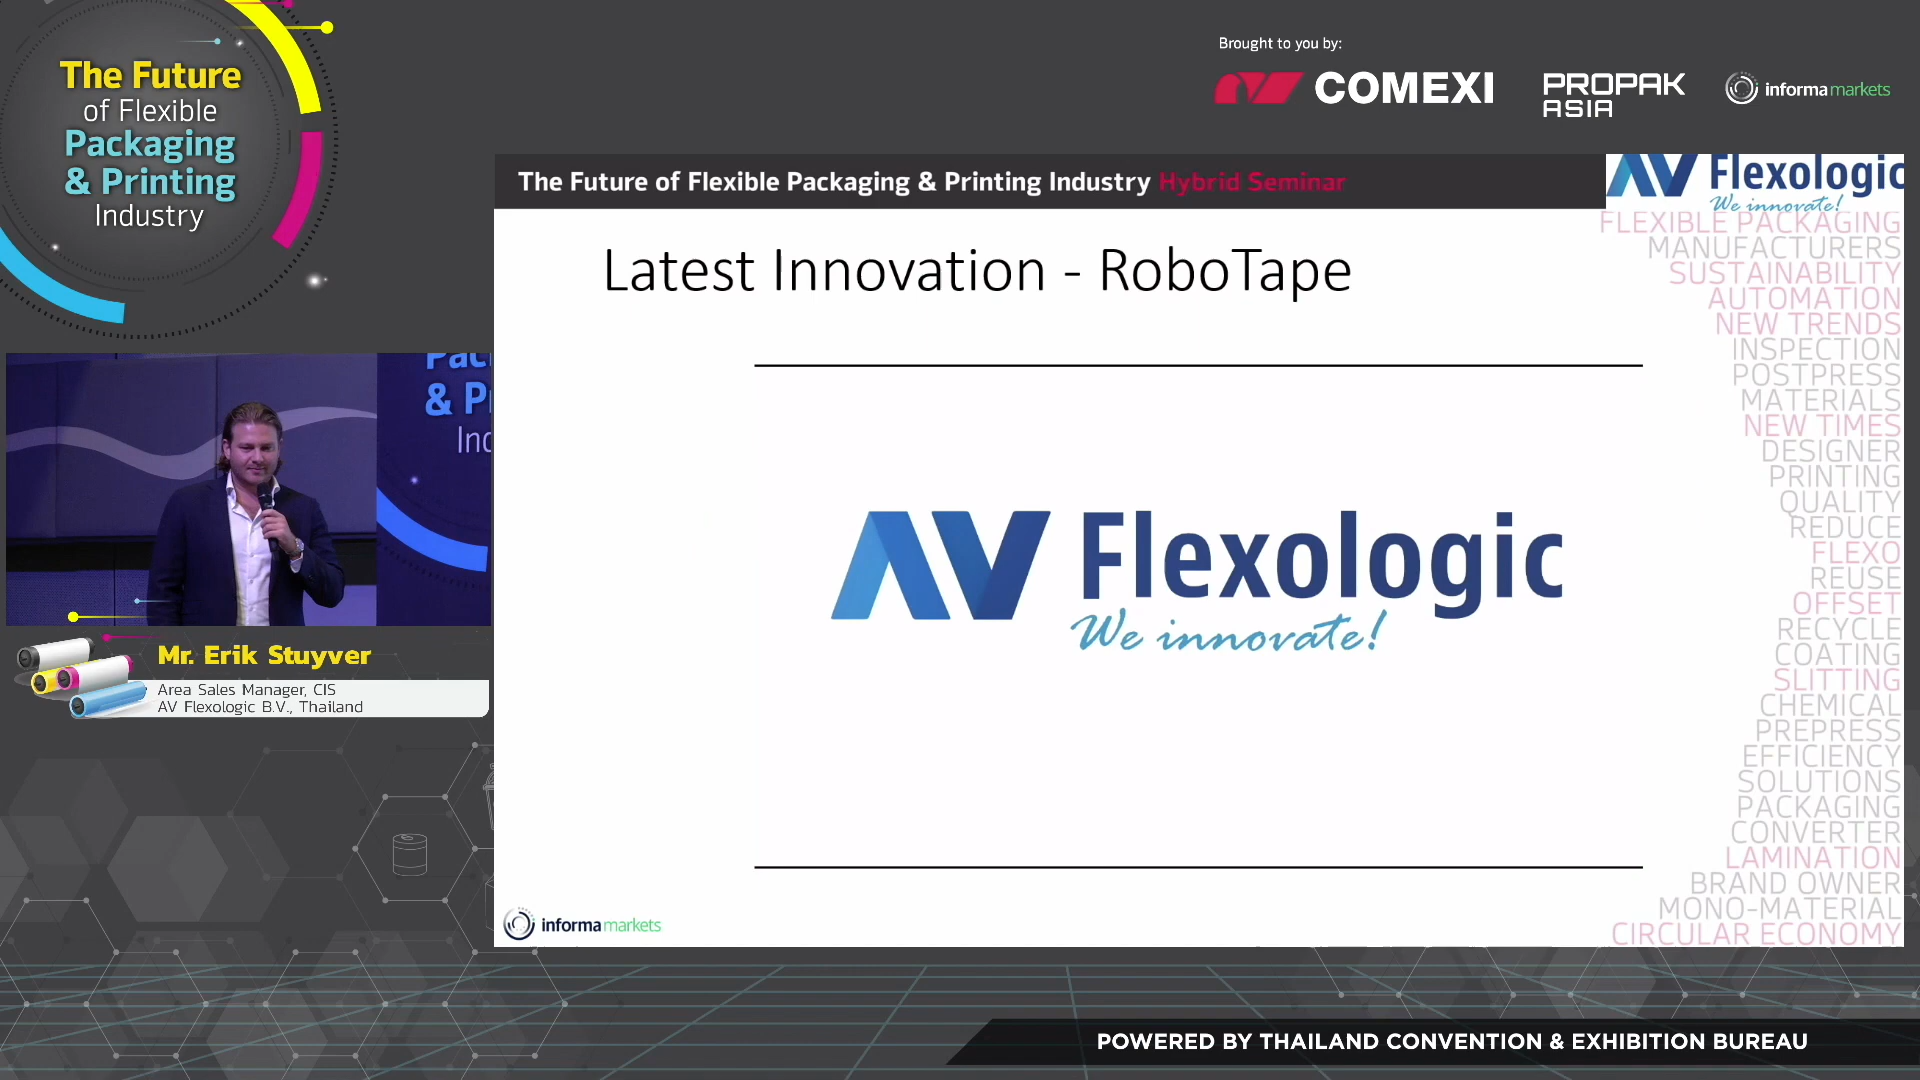 The Future
of Flexible
Packaging
& Printing
Industry
Brought to you by:
COMEXI
PROPAK
ASIA
informa markets
The Future of Flexible Packaging & Printing Industry Hybrid Seminar
AV Flexologic
We innovate!
Latest Innovation - RoboTape
AV Flexologic
We innovate!
FLEXIBLE PACKAGING
MANUFACTURERS
SUSTAINABILITY
AUTOMATION
NEW TRENDS
INSPECTION
POSTPRESS
MATERIALS
NEW TIMES
DESIGNER
PRINTING
QUALITY
REDUCE
FLEXO
REUSE
OFFSET
RECYCLE
COATING
SLITTING
CHEMICAL
PREPRESS
EFFICIENCY
SOLUTIONS
PACKAGING
CONVERTER
LAMINATION
BRAND OWNER
MONO-MATERIAL
CIRCULAR ECONOMY
informa markets
Pac
& P
Ind
Mr. Erik Stuyver
Area Sales Manager, CIS
AV Flexologic B.V., Thailand
POWERED BY THAILAND CONVENTION & EXHIBITION BUREAU